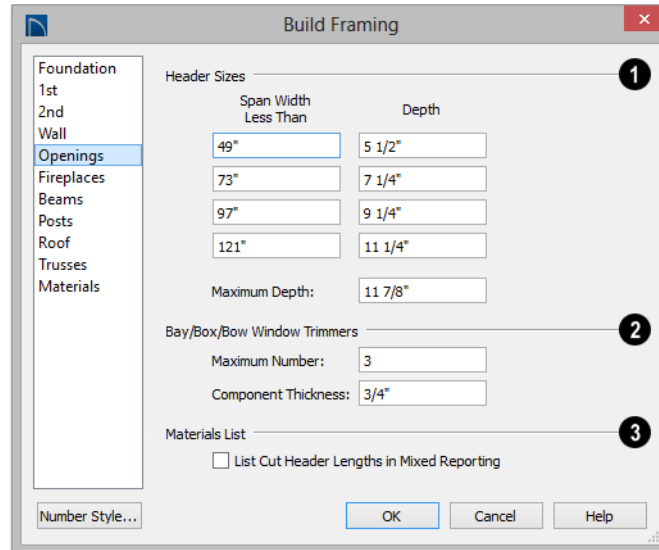 Build Framing
×
Foundation
1st
2nd
Wall
Openings
Fireplaces
Beams
Posts
Roof
Trusses
Materials
Header Sizes
1
Span Width
Less Than
Depth
49" 5 1/2"
73" 7 1/4"
97" 9 1/4"
121" 11 1/4"
Maximum Depth: 11 7/8"
Bay/Box/Bow Window Trimmers
2
Maximum Number: 3
Component Thickness: 3/4"
Materials List
3
List Cut Header Lengths in Mixed Reporting
Number Style... OK Cancel Help